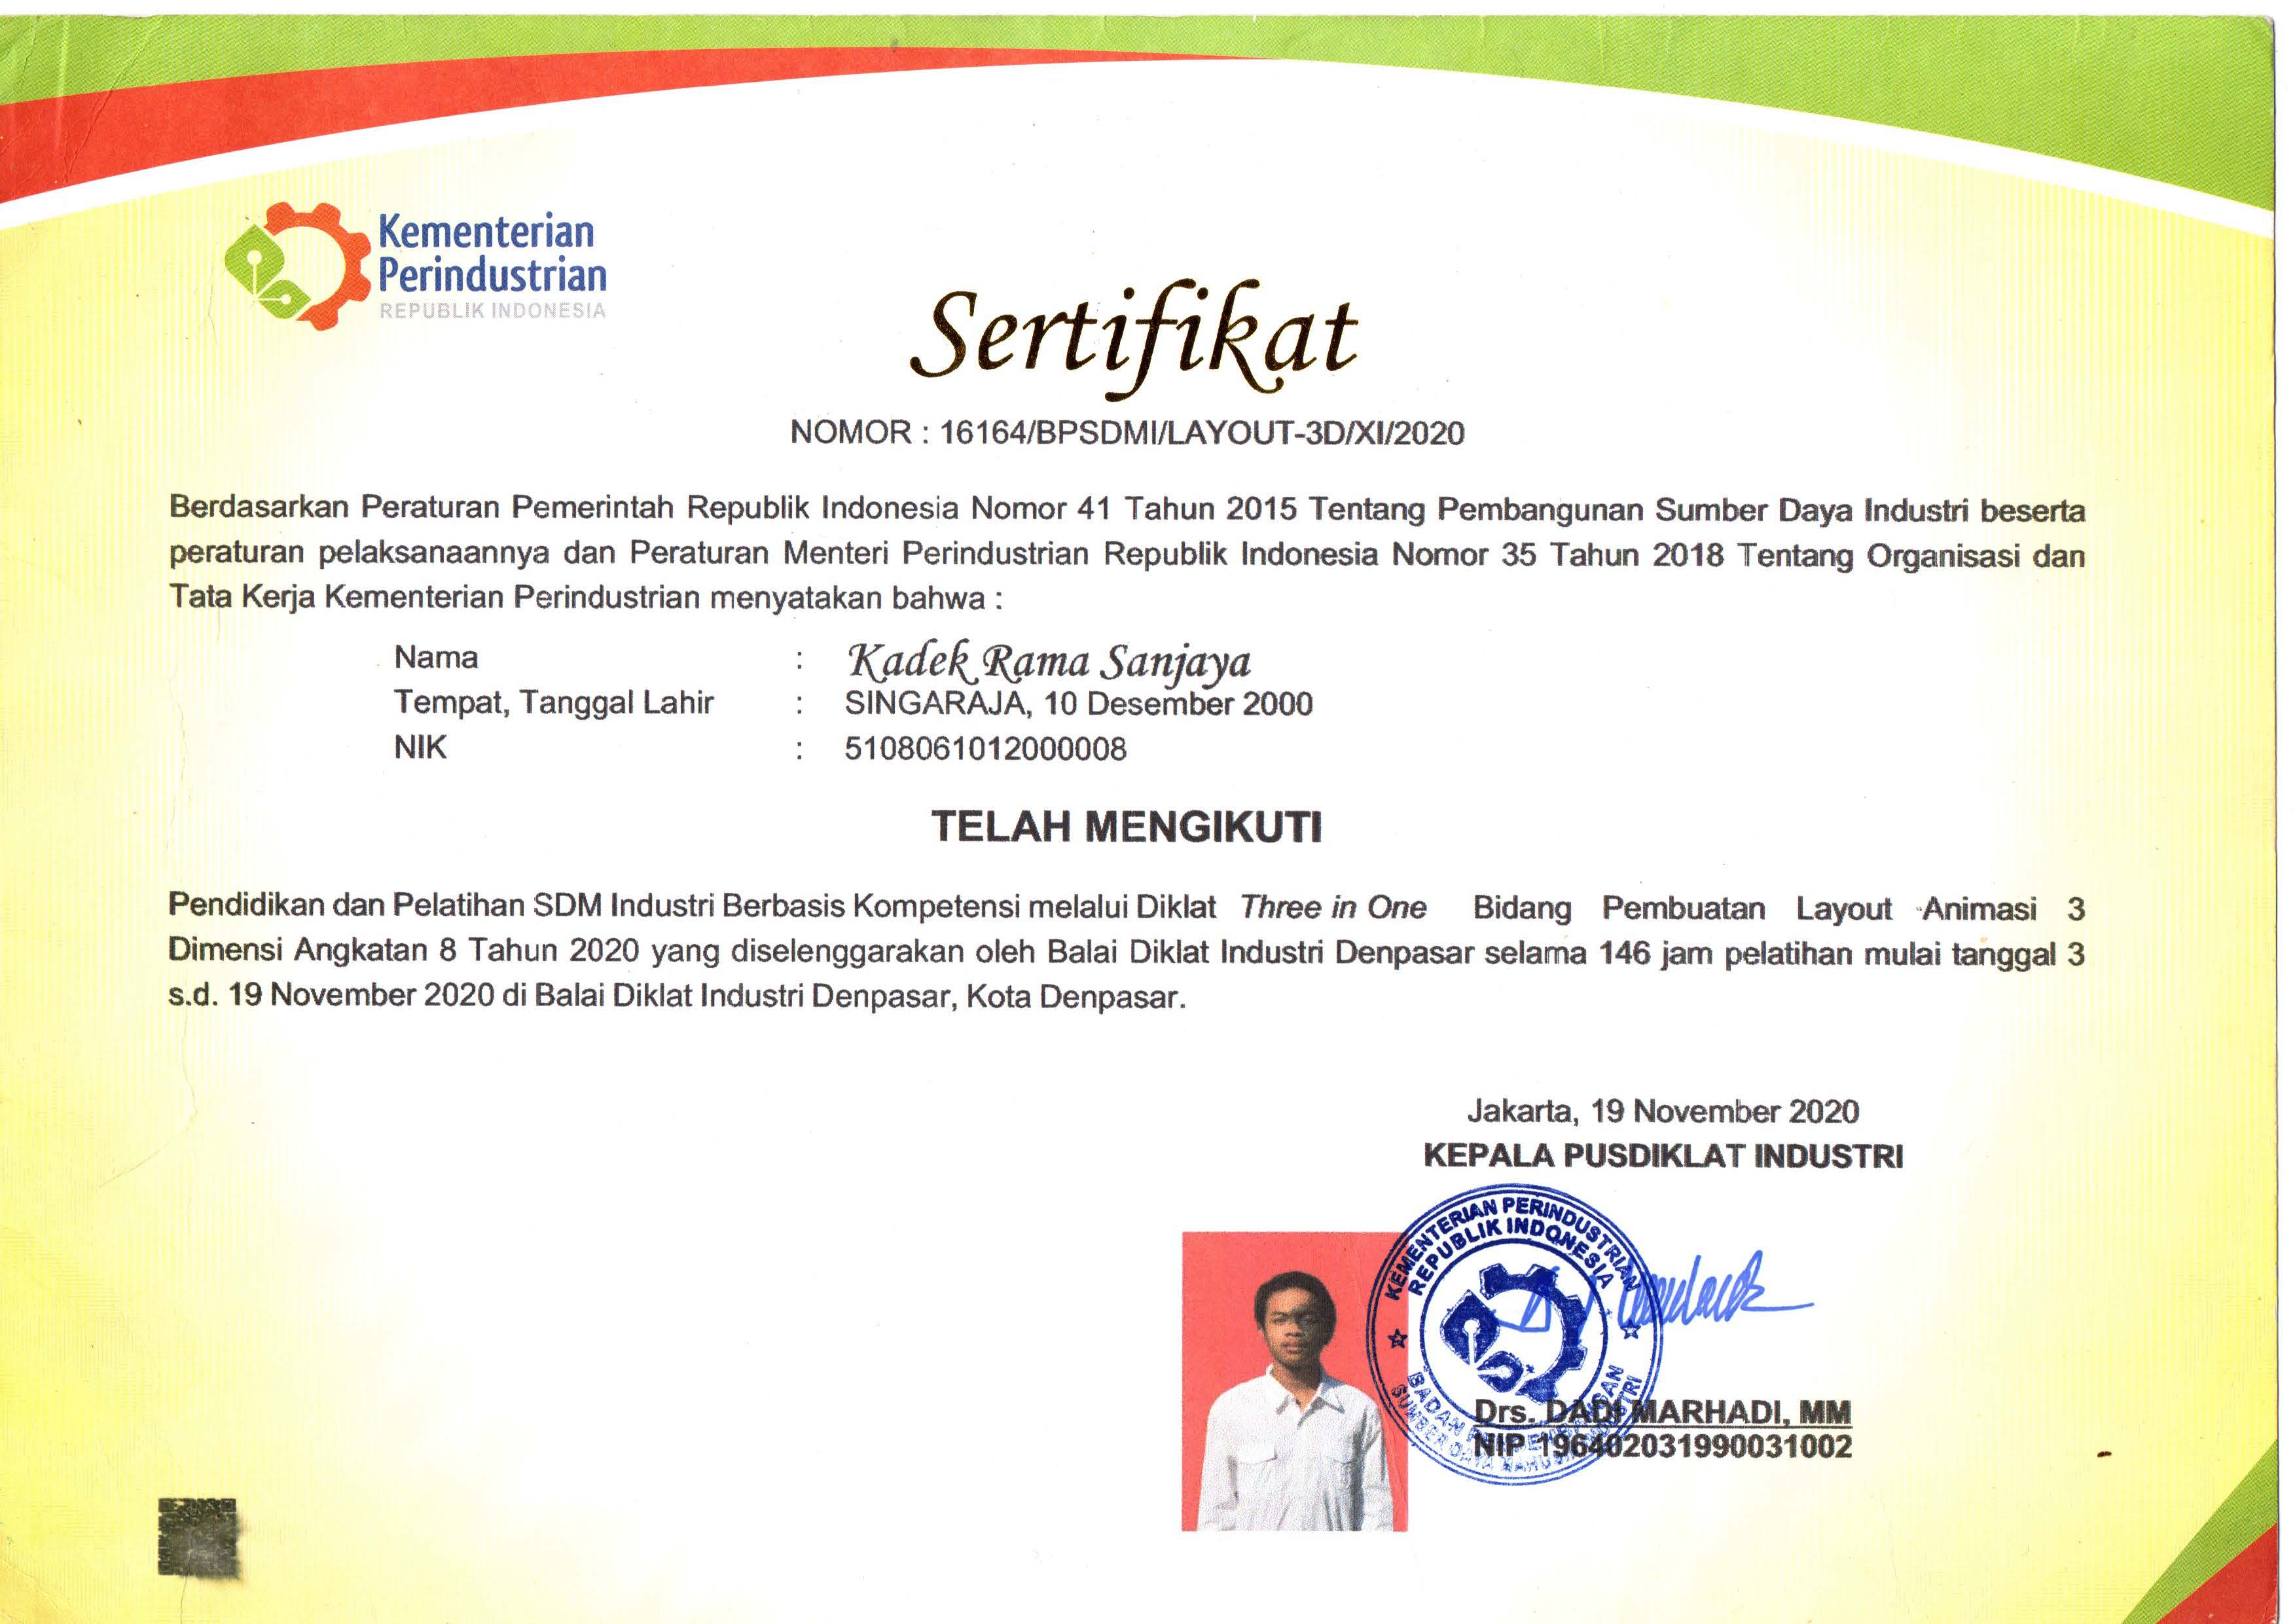 Kementerian
Perindustrian
REPUBLIK INDONESIA
Sertifikat
NOMOR : 16164/BPSDMI/LAYOUT-3D/XI/2020
Berdasarkan Peraturan Pemerintah Republik Indonesia Nomor 41 Tahun 2015 Tentang Pembangunan Sumber Daya Industri beserta
peraturan pelaksanaannya dan Peraturan Menteri Perindustrian Republik Indonesia Nomor 35 Tahun 2018 Tentang Organisasi dan
Tata Kerja Kementerian Perindustrian menyatakan bahwa :
Nama : Kadek Rama Sanjaya
Tempat, Tanggal Lahir : SINGARAJA, 10 Desember 2000
NIK : 5108061012000008
TELAH MENGIKUTI
Pendidikan dan Pelatihan SDM Industri Berbasis Kompetensi melalui Diklat Three in One Bidang Pembuatan Layout Animasi 3
Dimensi Angkatan 8 Tahun 2020 yang diselenggarakan oleh Balai Diklat Industri Denpasar selama 146 jam pelatihan mulai tanggal 3
s.d. 19 November 2020 di Balai Diklat Industri Denpasar, Kota Denpasar.
Jakarta, 19 November 2020
KEPALA PUSDIKLAT INDUSTRI
KEMENTERIAN PERINDUSTRIAN
REPUBLIK INDONESIA
BADAN PENGEMBANGAN
SUMBER DAYA MANUSIA INDUSTRI
Drs. DADI MARHADI, MM
NIP 196402031990031002